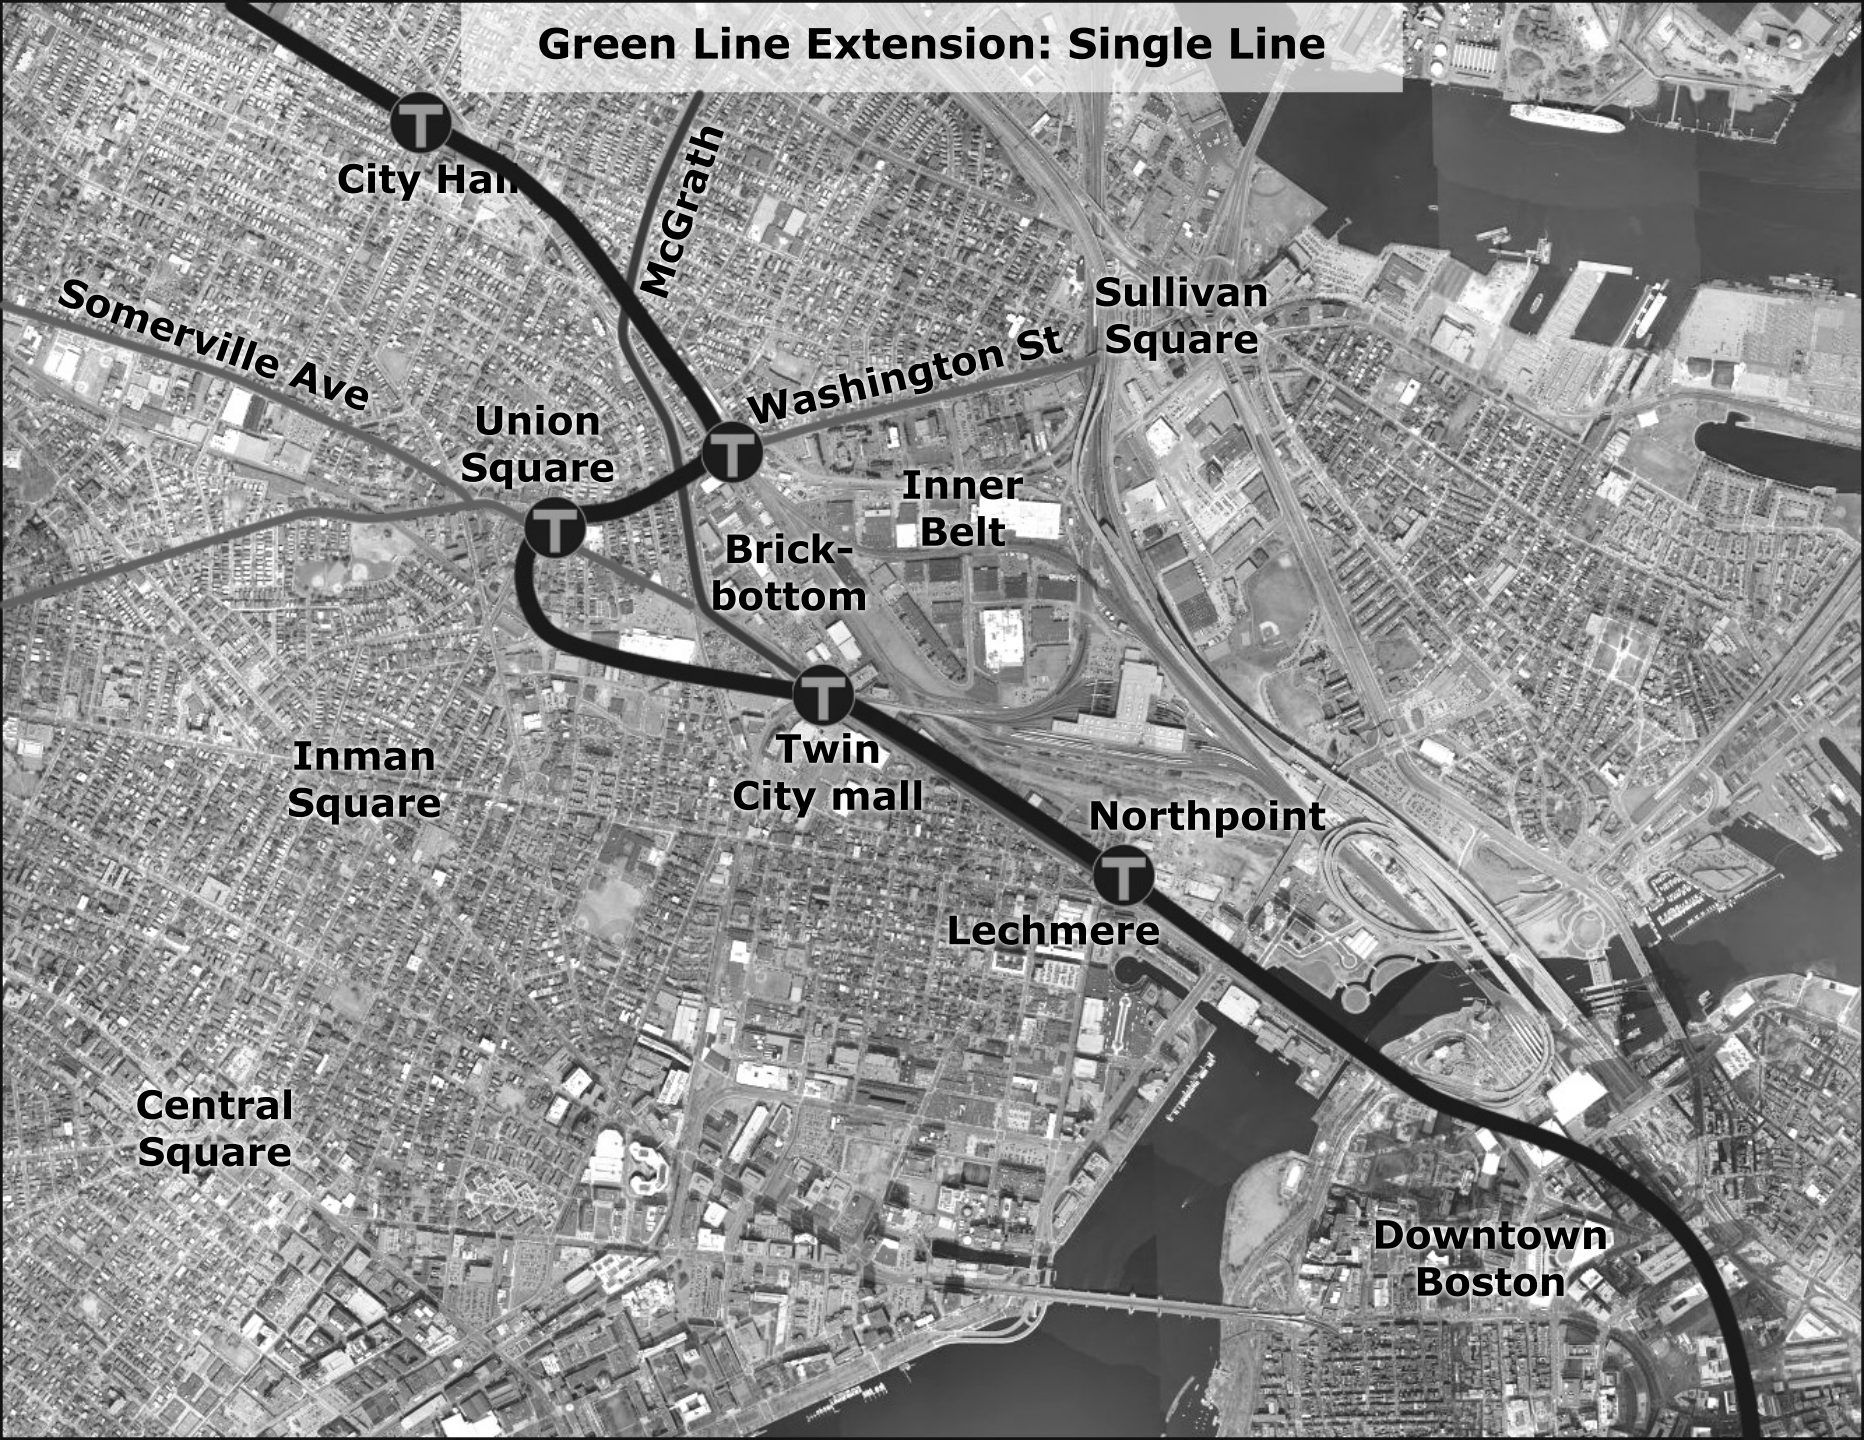 Green Line Extension: Single Line
T
City Hall
McGrath
Somerville Ave
Sullivan
Square
Washington St
Union
Square
T
Inner
Belt
T
Brick-
bottom
T
Twin
City mall
Inman
Square
Northpoint
T
Lechmere
Central
Square
Downtown
Boston